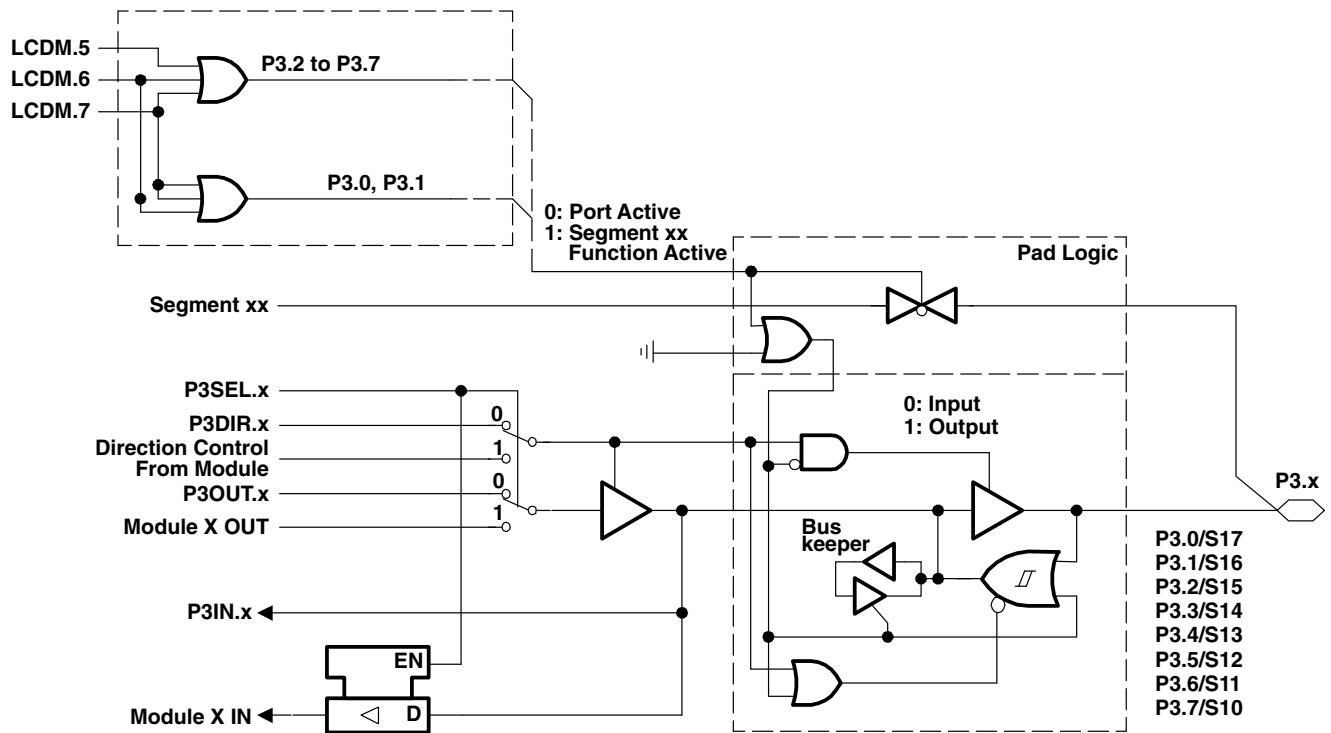 LCDM.5
LCDM.6
LCDM.7
P3.2 to P3.7
P3.0, P3.1
0: Port Active
1: Segment xx
Function Active
Pad Logic
Segment xx
P3SEL.x
P3DIR.x
Direction Control
From Module
P3OUT.x
Module X OUT
0
1
0
1
0: Input
1: Output
Bus
keeper
P3.x
P3IN.x
EN
D
Module X IN
P3.0/S17
P3.1/S16
P3.2/S15
P3.3/S14
P3.4/S13
P3.5/S12
P3.6/S11
P3.7/S10